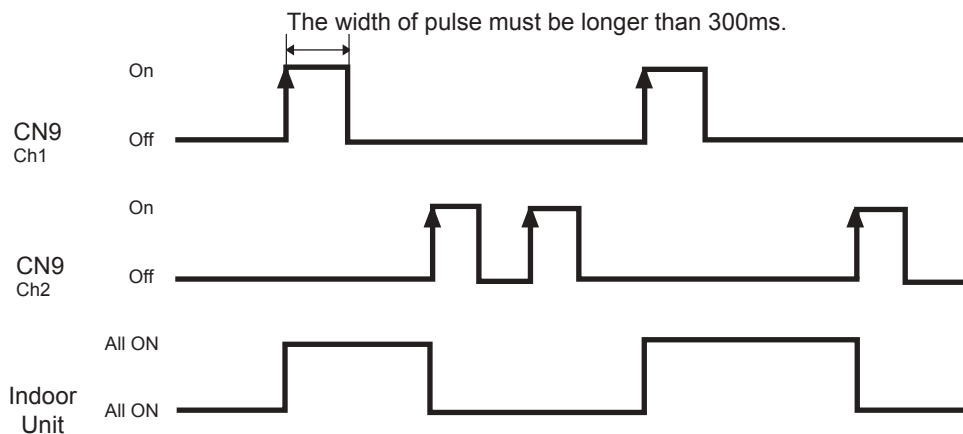 The width of pulse must be longer than 300ms.
On
CN9
Ch1
Off
On
CN9
Ch2
Off
All ON
Indoor
Unit
All ON